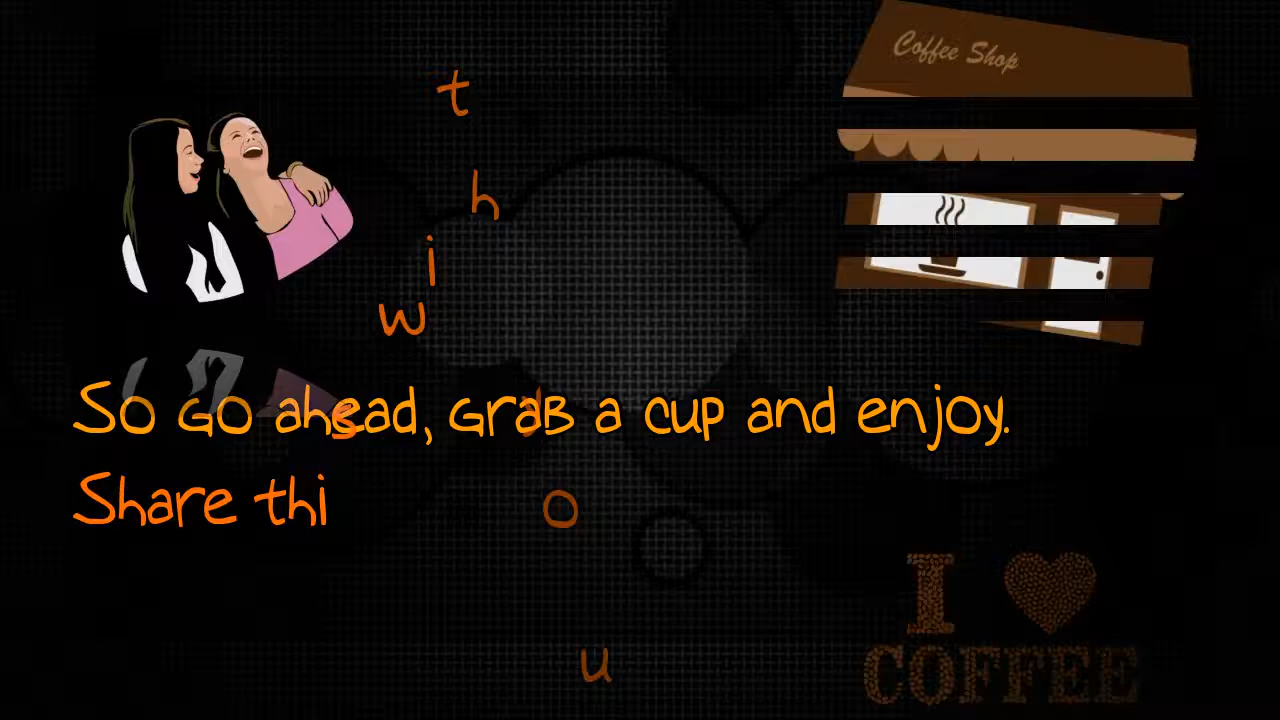 Coffee Shop
t
h
i
w
So Go ahead, Grab a cup and enjoy.
s
y
Share thi
o
u
I
COFFEE